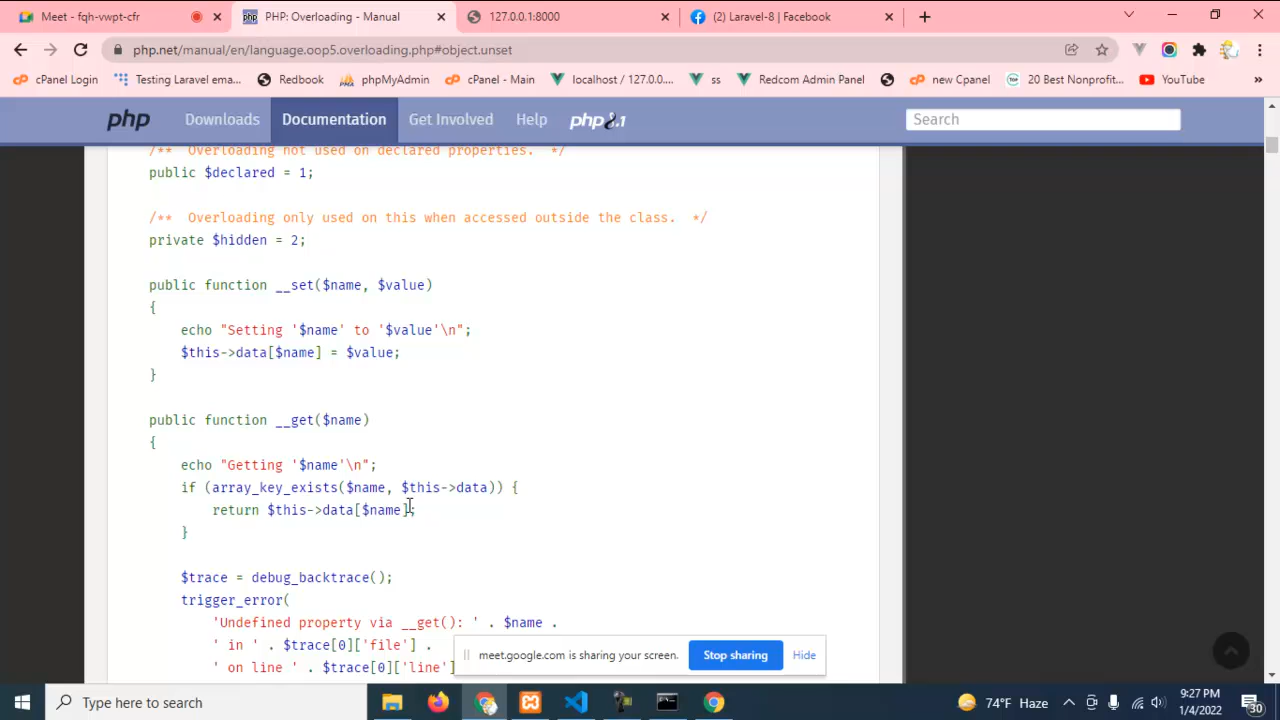 Meet - fqh-vwpt-cfr
PHP: Overloading - Manual
127.0.0.1:8000
(2) Laravel-8 | Facebook
php.net/manual/en/language.oop5.overloading.php#object.unset
cPanel Login
Testing Laravel ema...
Redbook
phpMyAdmin
cPanel - Main
localhost / 127.0.0....
ss
Redcom Admin Panel
new Cpanel
20 Best Nonprofit...
YouTube
php
Downloads
Documentation
Get Involved
Help
php8.1
Search
/**  Overloading not used on declared properties.  */
public $declared = 1;
/**  Overloading only used on this when accessed outside the class.  */
private $hidden = 2;
public function __set($name, $value)
{
echo "Setting '$name' to '$value'\n";
$this->data[$name] = $value;
}
public function __get($name)
{
echo "Getting '$name'\n";
if (array_key_exists($name, $this->data)) {
return $this->data[$name];
}
$trace = debug_backtrace();
trigger_error(
'Undefined property via __get(): ' . $name .
' in ' . $trace[0]['file'] .
' on line ' . $trace[0]['line']
meet.google.com is sharing your screen.
Stop sharing
Hide
Type here to search
74°F Haze
9:27 PM
1/4/2022
30